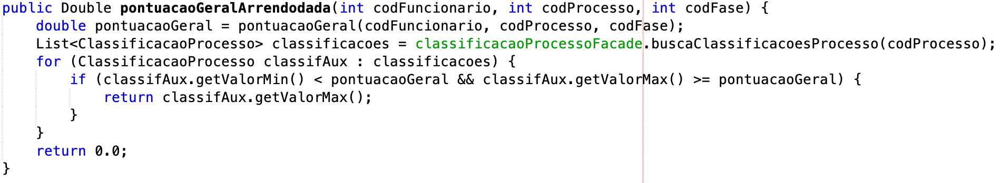 public Double pontuacaoGeralArrendodada(int codFuncionario, int codProcesso, int codFase) {
    double pontuacaoGeral = pontuacaoGeral(codFuncionario, codProcesso, codFase);
    List<ClassificacaoProcesso> classificacoes = classificacaoProcessoFacade.buscaClassificacoesProcesso(codProcesso);
    for (ClassificacaoProcesso classifAux : classificacoes) {
        if (classifAux.getValorMin() < pontuacaoGeral && classifAux.getValorMax() >= pontuacaoGeral) {
            return classifAux.getValorMax();
        }
    }
    return 0.0;
}